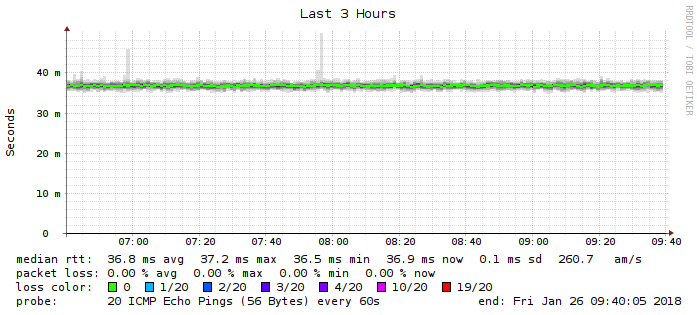 Last 3 Hours
RRDTOOL / TOBI OETIKER
Seconds
40 m
30 m
20 m
10 m
0
07:00 07:20 07:40 08:00 08:20 08:40 09:00 09:20 09:40
median rtt: 36.8 ms avg 37.2 ms max 36.5 ms min 36.9 ms now 0.1 ms sd 260.7 am/s
packet loss: 0.00 % avg 0.00 % max 0.00 % min 0.00 % now
loss color: 0 1/20 2/20 3/20 4/20 10/20 19/20
probe: 20 ICMP Echo Pings (56 Bytes) every 60s end: Fri Jan 26 09:40:05 2018